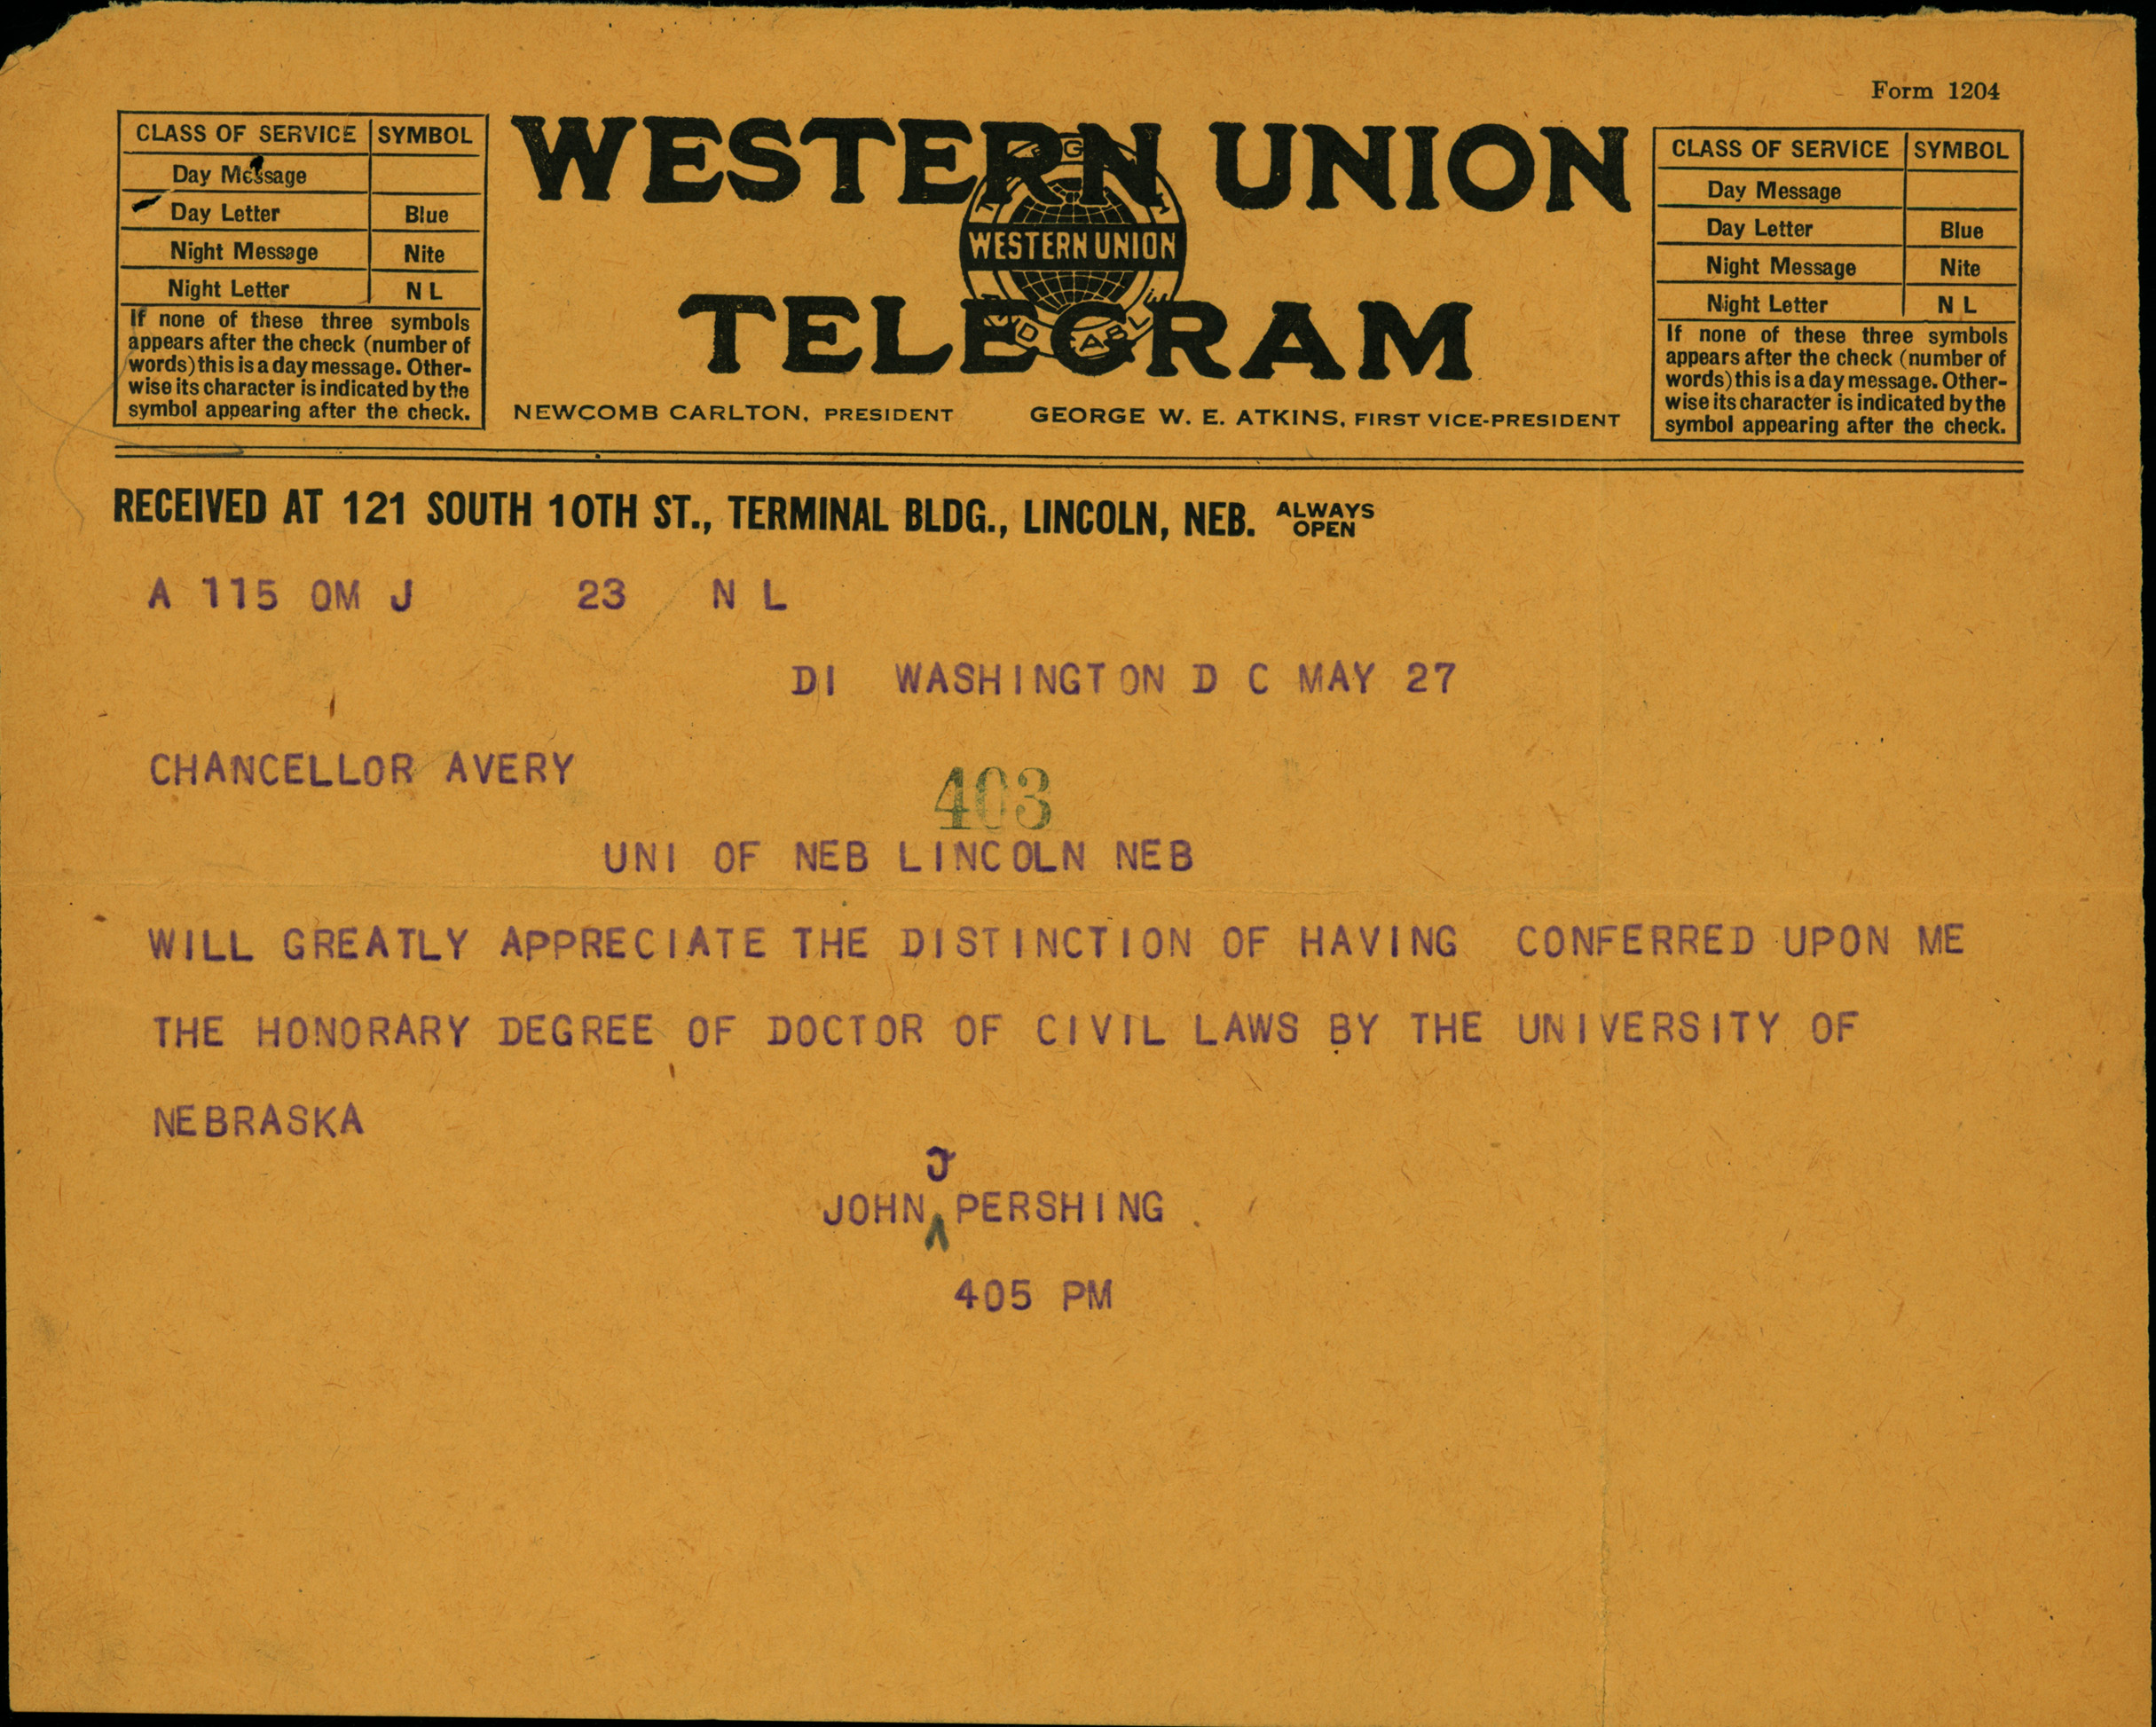 Form 1204
CLASS OF SERVICE SYMBOL
Day Message
Day Letter Blue
Night Message Nite
Night Letter N L
If none of these three symbols
appears after the check (number of
words) this is a day message. Other-
wise its character is indicated by the
symbol appearing after the check.
WESTERN UNION
WESTERN UNION
TELEGRAM
NEWCOMB CARLTON, PRESIDENT GEORGE W. E. ATKINS, FIRST VICE-PRESIDENT
CLASS OF SERVICE SYMBOL
Day Message
Day Letter Blue
Night Message Nite
Night Letter N L
If none of these three symbols
appears after the check (number of
words) this is a day message. Other-
wise its character is indicated by the
symbol appearing after the check.
RECEIVED AT 121 SOUTH 10TH ST., TERMINAL BLDG., LINCOLN, NEB. ALWAYS OPEN
A 115 OM J 23 N L
DI WASHINGTON D C MAY 27
CHANCELLOR AVERY
403
UNI OF NEB LINCOLN NEB
WILL GREATLY APPRECIATE THE DISTINCTION OF HAVING CONFERRED UPON ME
THE HONORARY DEGREE OF DOCTOR OF CIVIL LAWS BY THE UNIVERSITY OF
NEBRASKA
J
JOHN PERSHING
405 PM